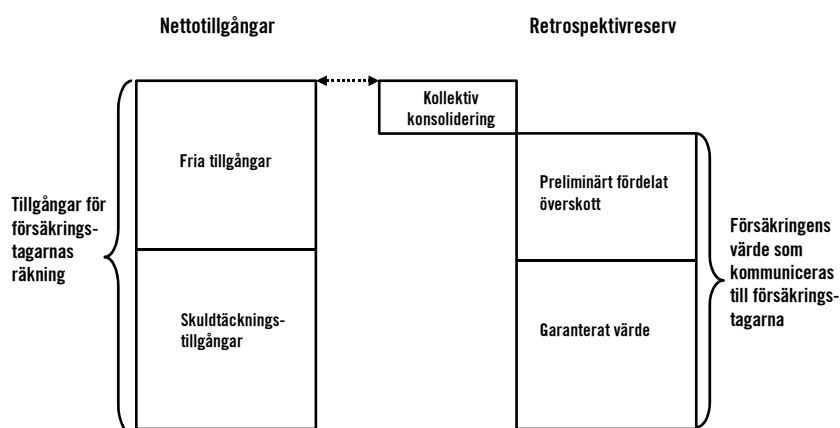 Nettotillgångar
Retrospektivreserv
Kollektiv
konsolidering
Fria tillgångar
Preliminärt fördelat
överskott
Tillgångar för
försäkrings-
tagarnas
räkning
Försäkringens
värde som
kommuniceras
till försäkrings-
tagarna
Skuldtäcknings-
tillgångar
Garanterat värde